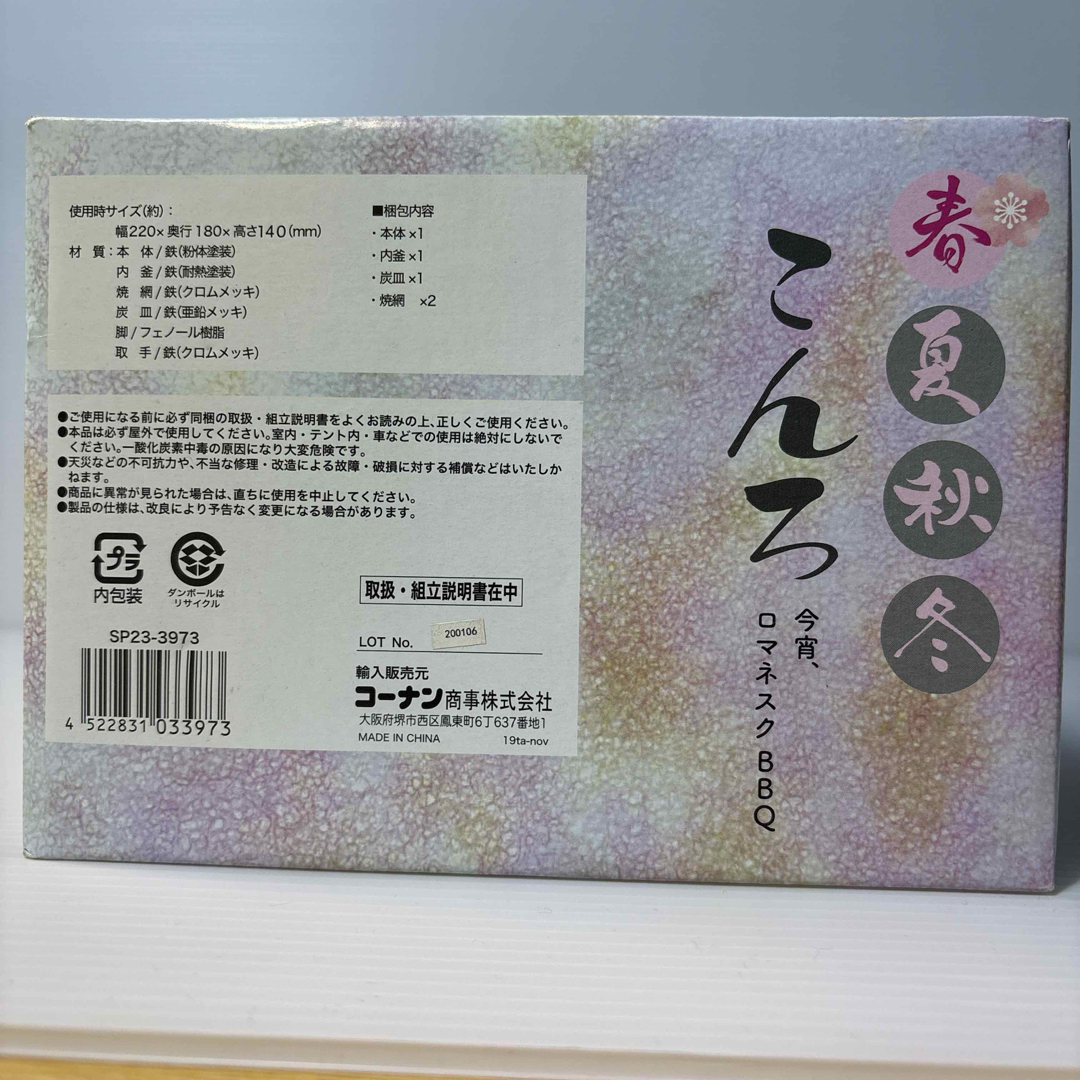 使用時サイズ(約):
幅220×奥行180×高さ140(mm)
材 質:本 体/鉄(粉体塗装)
内 釜/鉄(耐熱塗装)
焼 網/鉄(クロムメッキ)
炭 皿/鉄(亜鉛メッキ)
脚/フェノール樹脂
取 手/鉄(クロムメッキ)
■梱包内容
・本体×1
・内釜×1
・炭皿×1
・焼網 ×2
●ご使用になる前に必ず同梱の取扱・組立説明書をよくお読みの上、正しくご使用ください。
●本品は必ず屋外で使用してください。室内・テント内・車などでの使用は絶対にしないで
ください。一酸化炭素中毒の原因になり大変危険です。
●天災などの不可抗力や、不当な修理・改造による故障・破損に対する補償などはいたしか
ねます。
●商品に異常が見られた場合は、直ちに使用を中止してください。
●製品の仕様は、改良により予告なく変更になる場合があります。
プラ
内包装
ダンボールは
リサイクル
取扱・組立説明書在中
SP23-3973
4 522831 033973
LOT No. 200106
輸入販売元
コーナン商事株式会社
大阪府堺市西区鳳東町6丁637番地1
MADE IN CHINA 19ta-nov
春夏秋冬
こんろ
今宵、
ロマネスクBBQ